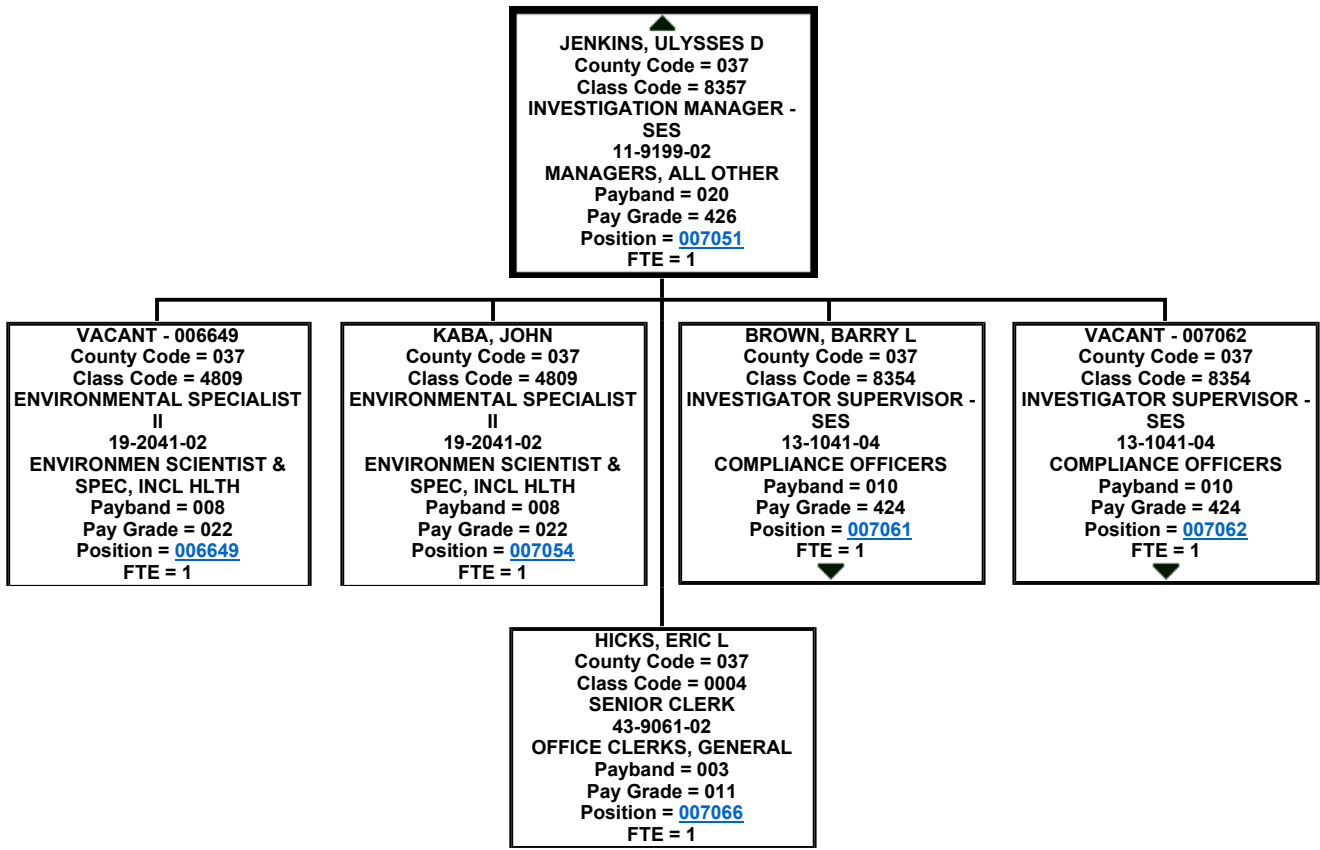 JENKINS, ULYSSES D
County Code = 037
Class Code = 8357
INVESTIGATION MANAGER -
SES
11-9199-02
MANAGERS, ALL OTHER
Payband = 020
Pay Grade = 426
Position = 007051
FTE = 1
VACANT - 006649
County Code = 037
Class Code = 4809
ENVIRONMENTAL SPECIALIST
II
19-2041-02
ENVIRONMEN SCIENTIST &
SPEC, INCL HLTH
Payband = 008
Pay Grade = 022
Position = 006649
FTE = 1
KABA, JOHN
County Code = 037
Class Code = 4809
ENVIRONMENTAL SPECIALIST
II
19-2041-02
ENVIRONMEN SCIENTIST &
SPEC, INCL HLTH
Payband = 008
Pay Grade = 022
Position = 007054
FTE = 1
BROWN, BARRY L
County Code = 037
Class Code = 8354
INVESTIGATOR SUPERVISOR -
SES
13-1041-04
COMPLIANCE OFFICERS
Payband = 010
Pay Grade = 424
Position = 007061
FTE = 1
VACANT - 007062
County Code = 037
Class Code = 8354
INVESTIGATOR SUPERVISOR -
SES
13-1041-04
COMPLIANCE OFFICERS
Payband = 010
Pay Grade = 424
Position = 007062
FTE = 1
HICKS, ERIC L
County Code = 037
Class Code = 0004
SENIOR CLERK
43-9061-02
OFFICE CLERKS, GENERAL
Payband = 003
Pay Grade = 011
Position = 007066
FTE = 1